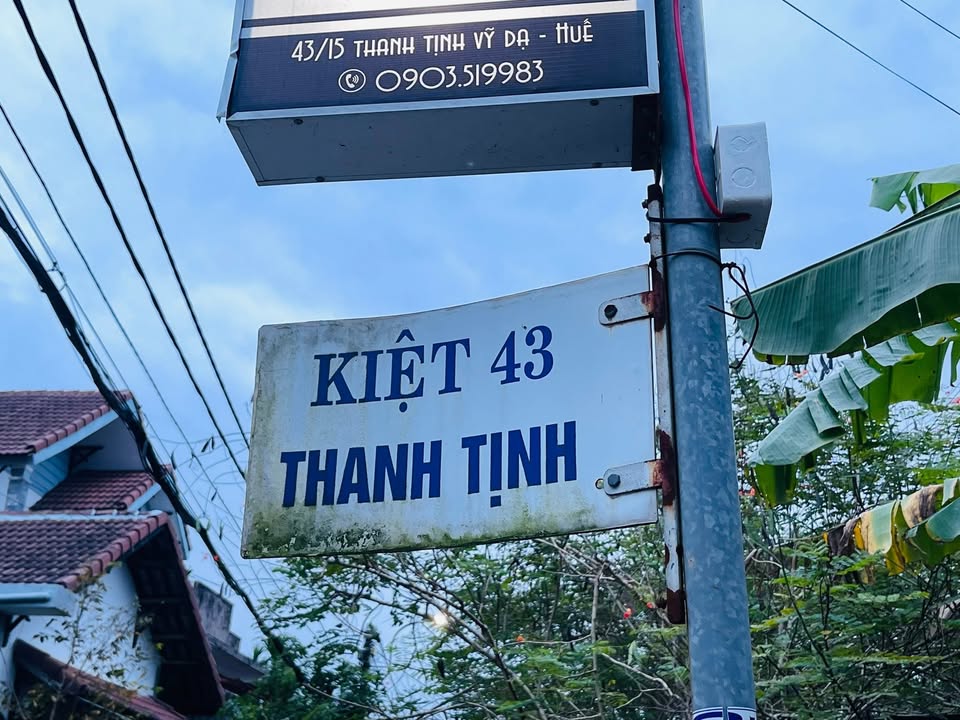 43/15 THANH TỊNH VỸ DẠ - HUẾ
0903.519983
KIỆT 43
THANH TỊNH